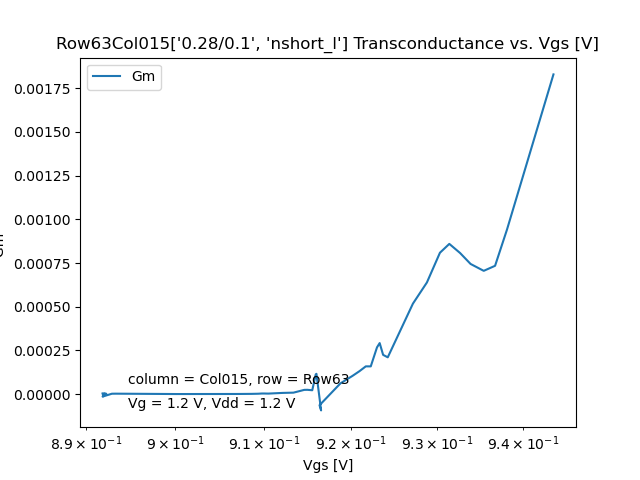 Row63Col015['0.28/0.1', 'nshort_l'] Transconductance vs. Vgs [V]
Gm
0.00175
0.00150
0.00125
0.00100
0.00075
0.00050
0.00025
0.00000
Gm
column = Col015, row = Row63
Vg = 1.2 V, Vdd = 1.2 V
8.9 × 10⁻¹ 9 × 10⁻¹ 9.1 × 10⁻¹ 9.2 × 10⁻¹ 9.3 × 10⁻¹ 9.4 × 10⁻¹
Vgs [V]